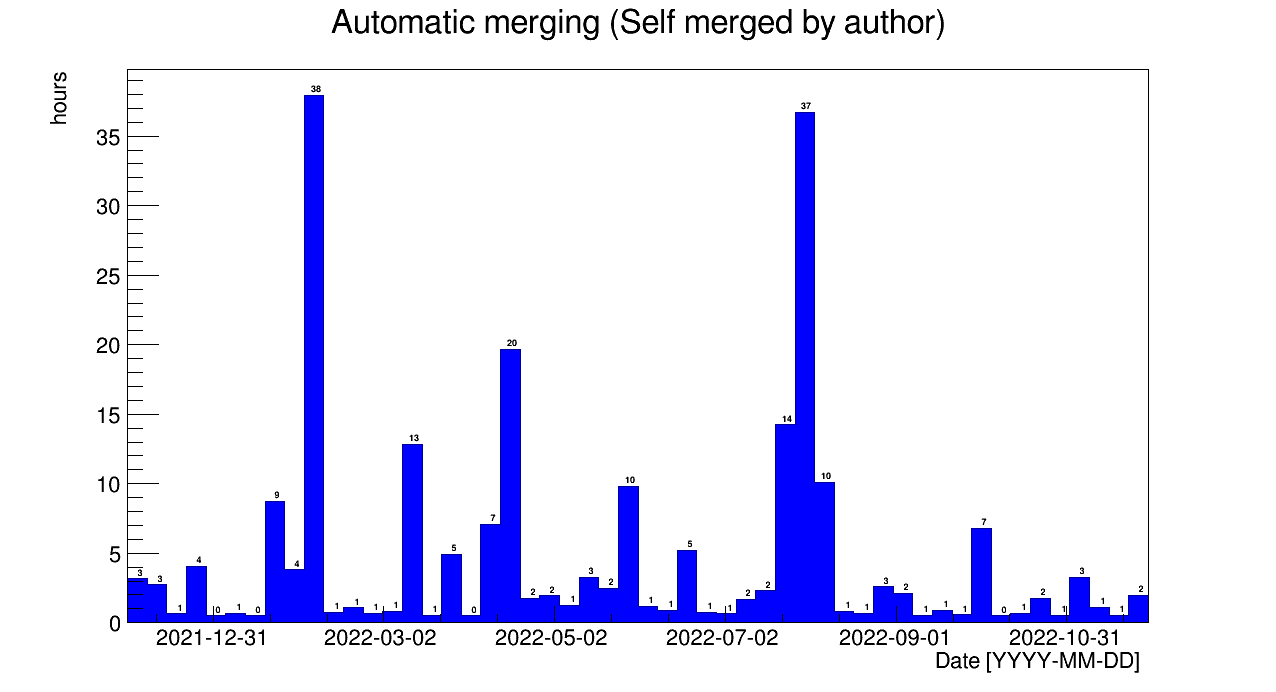 Automatic merging (Self merged by author)
hours
35
30
25
20
15
10
5
0
3 3 1 4 0 1 0 9 4 38 1 1 1 1 13 1 5 0 7 20 2 2 1 3 2 10 1 1 5 1 1 2 2 14 37 10 1 1 3 2 1 1 1 7 0 1 2 1 3 1 1 2
2021-12-31 2022-03-02 2022-05-02 2022-07-02 2022-09-01 2022-10-31
Date [YYYY-MM-DD]